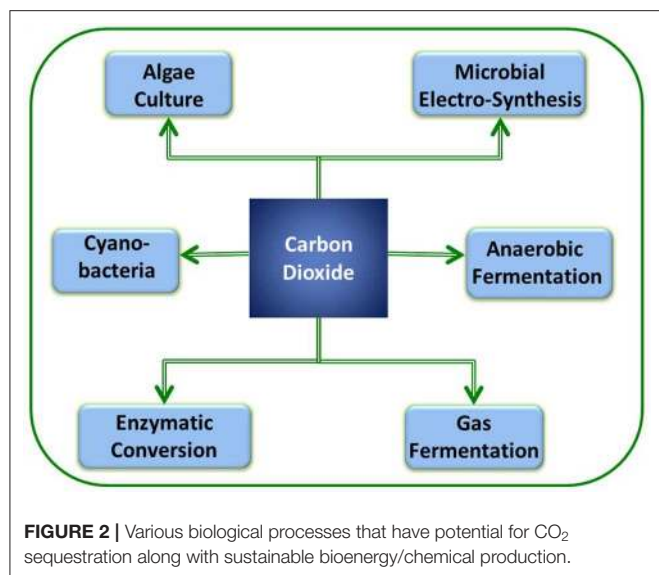 Algae
Culture
Microbial
Electro-Synthesis
Cyano-
bacteria
Carbon
Dioxide
Anaerobic
Fermentation
Enzymatic
Conversion
Gas
Fermentation
FIGURE 2 | Various biological processes that have potential for CO₂
sequestration along with sustainable bioenergy/chemical production.